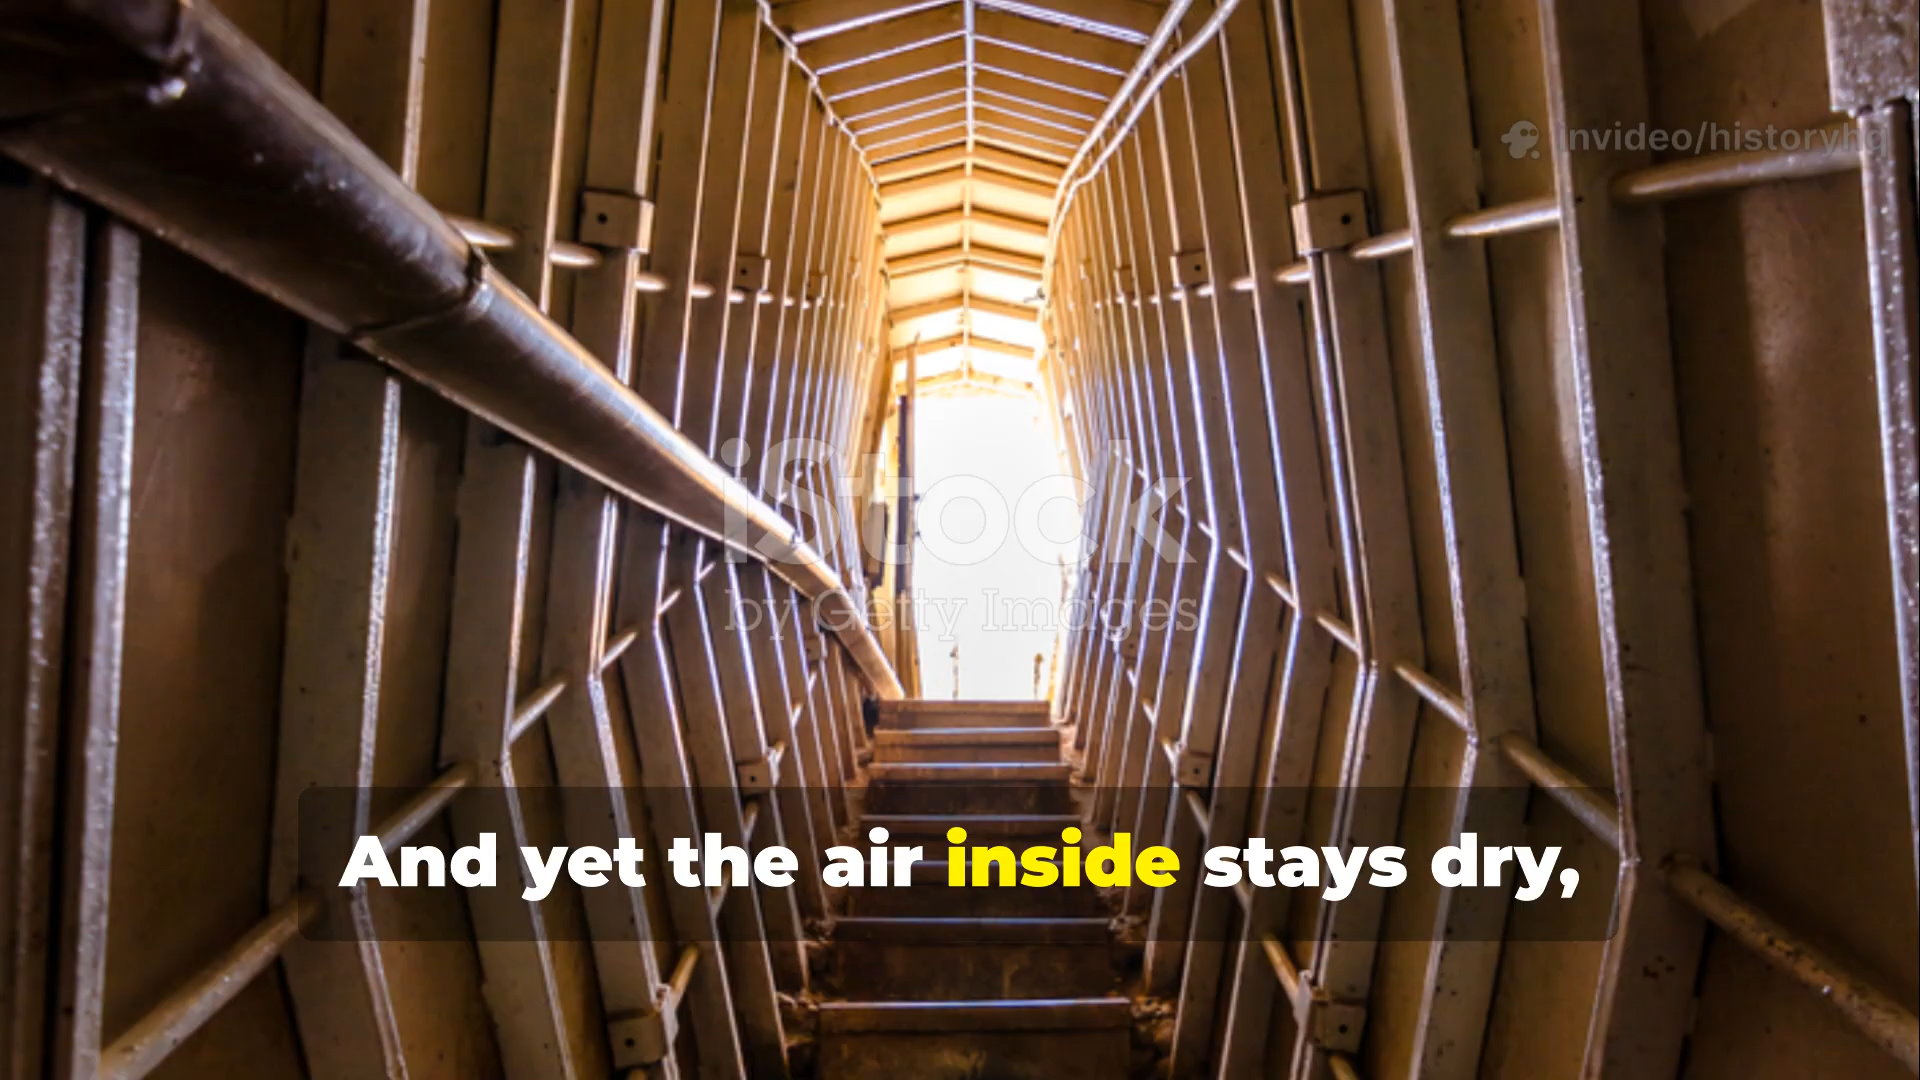 invideo/historyhq
iStock
by Getty Images
And yet the air inside stays dry,